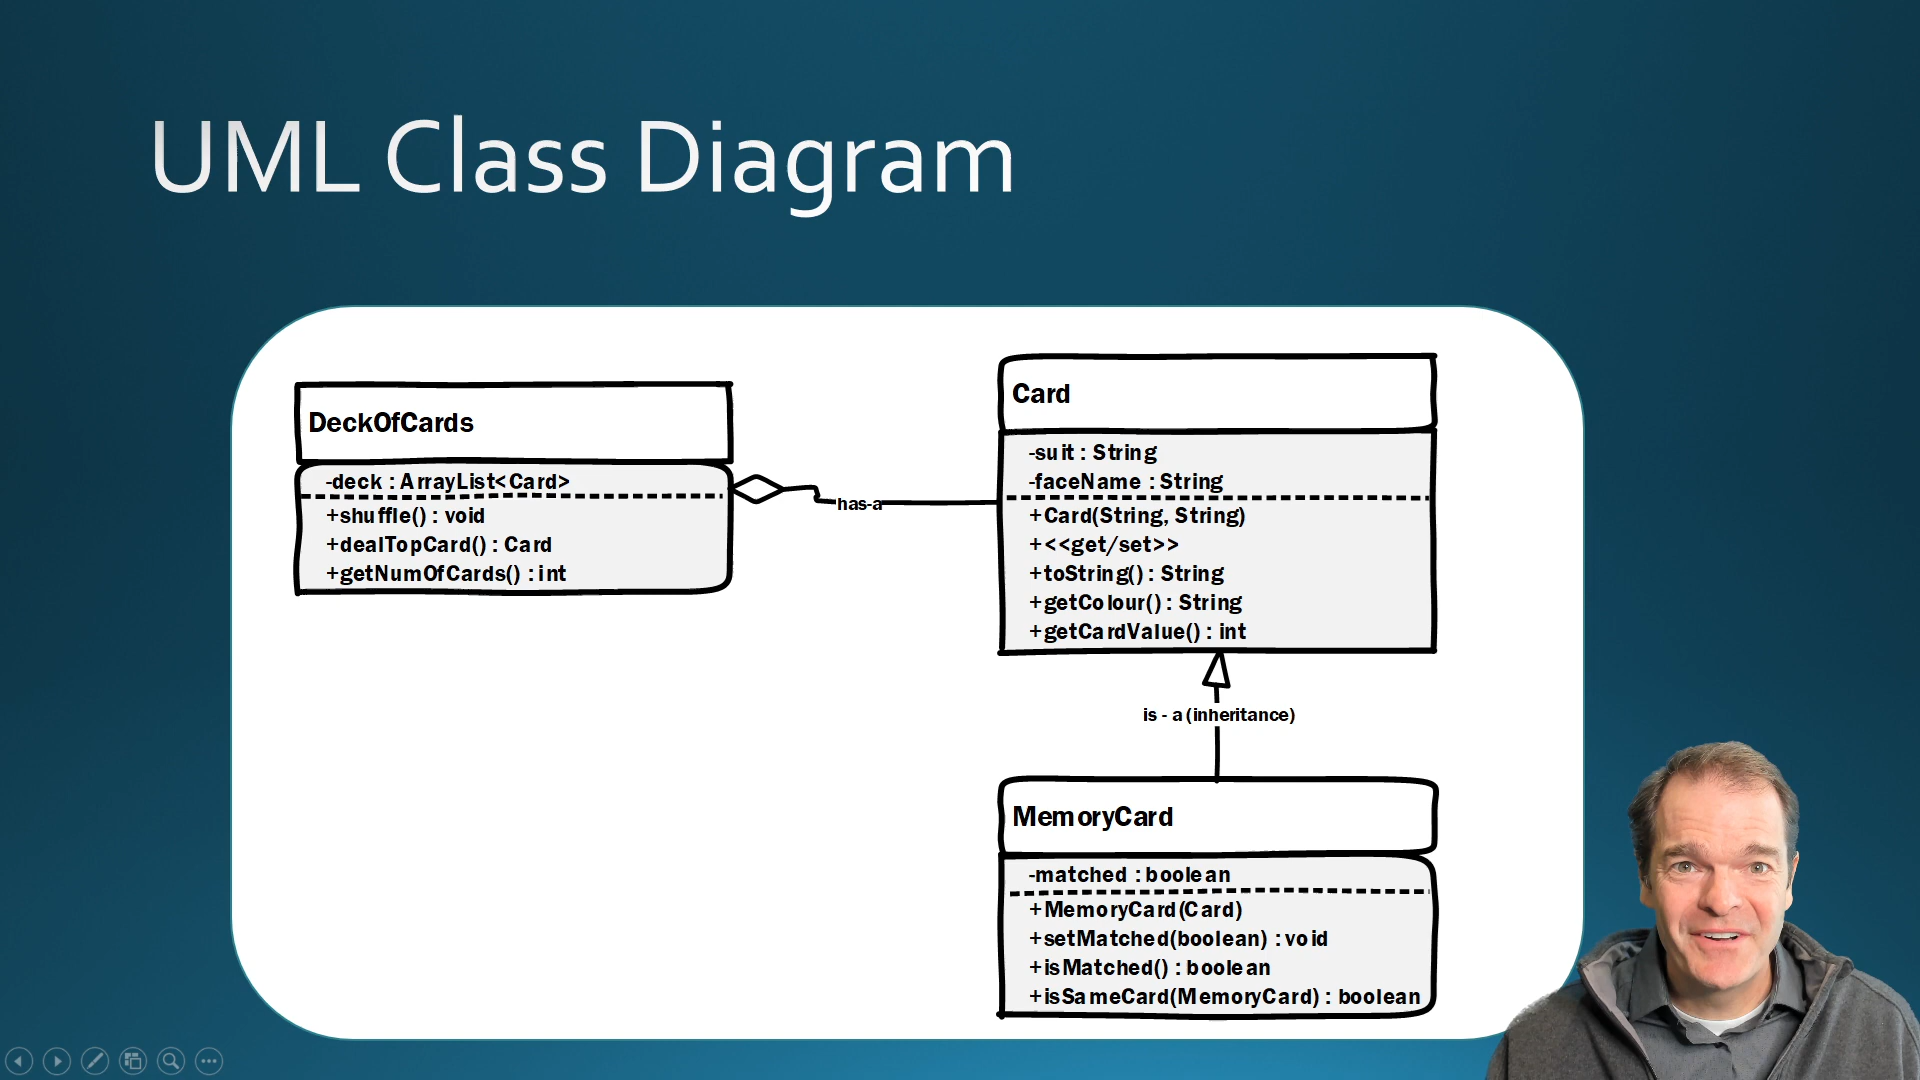 UML Class Diagram
DeckOfCards
-deck : ArrayList<Card>
+shuffle() : void
+dealTopCard() : Card
+getNumOfCards() : int
has-a
Card
-suit : String
-faceName : String
+Card(String, String)
+<<get/set>>
+toString() : String
+getColour() : String
+getCardValue() : int
is - a (inheritance)
MemoryCard
-matched : boolean
+MemoryCard(Card)
+setMatched(boolean) : void
+isMatched() : boolean
+isSameCard(MemoryCard) : boolean